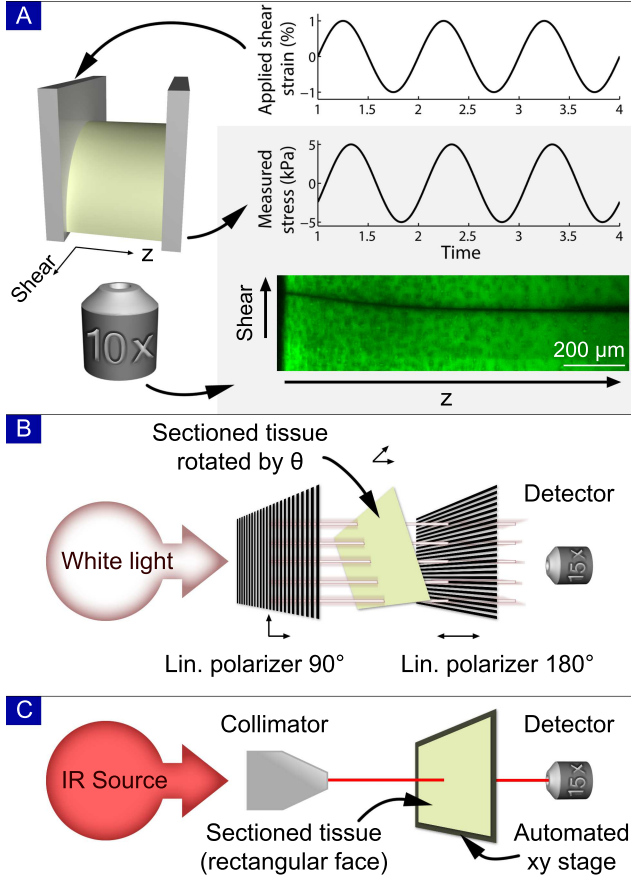 A
Applied shear
strain (%)
1
0
−1
1
1.5
2
2.5
3
3.5
4
Measured
stress (kPa)
5
0
−5
1
1.5
2
2.5
3
3.5
4
Time
z
Shear
10x
Shear
200 µm
z
B
Sectioned tissue
rotated by θ
Detector
White light
15x
Lin. polarizer 90°
Lin. polarizer 180°
C
Collimator
Detector
IR Source
15x
Sectioned tissue
(rectangular face)
Automated
xy stage